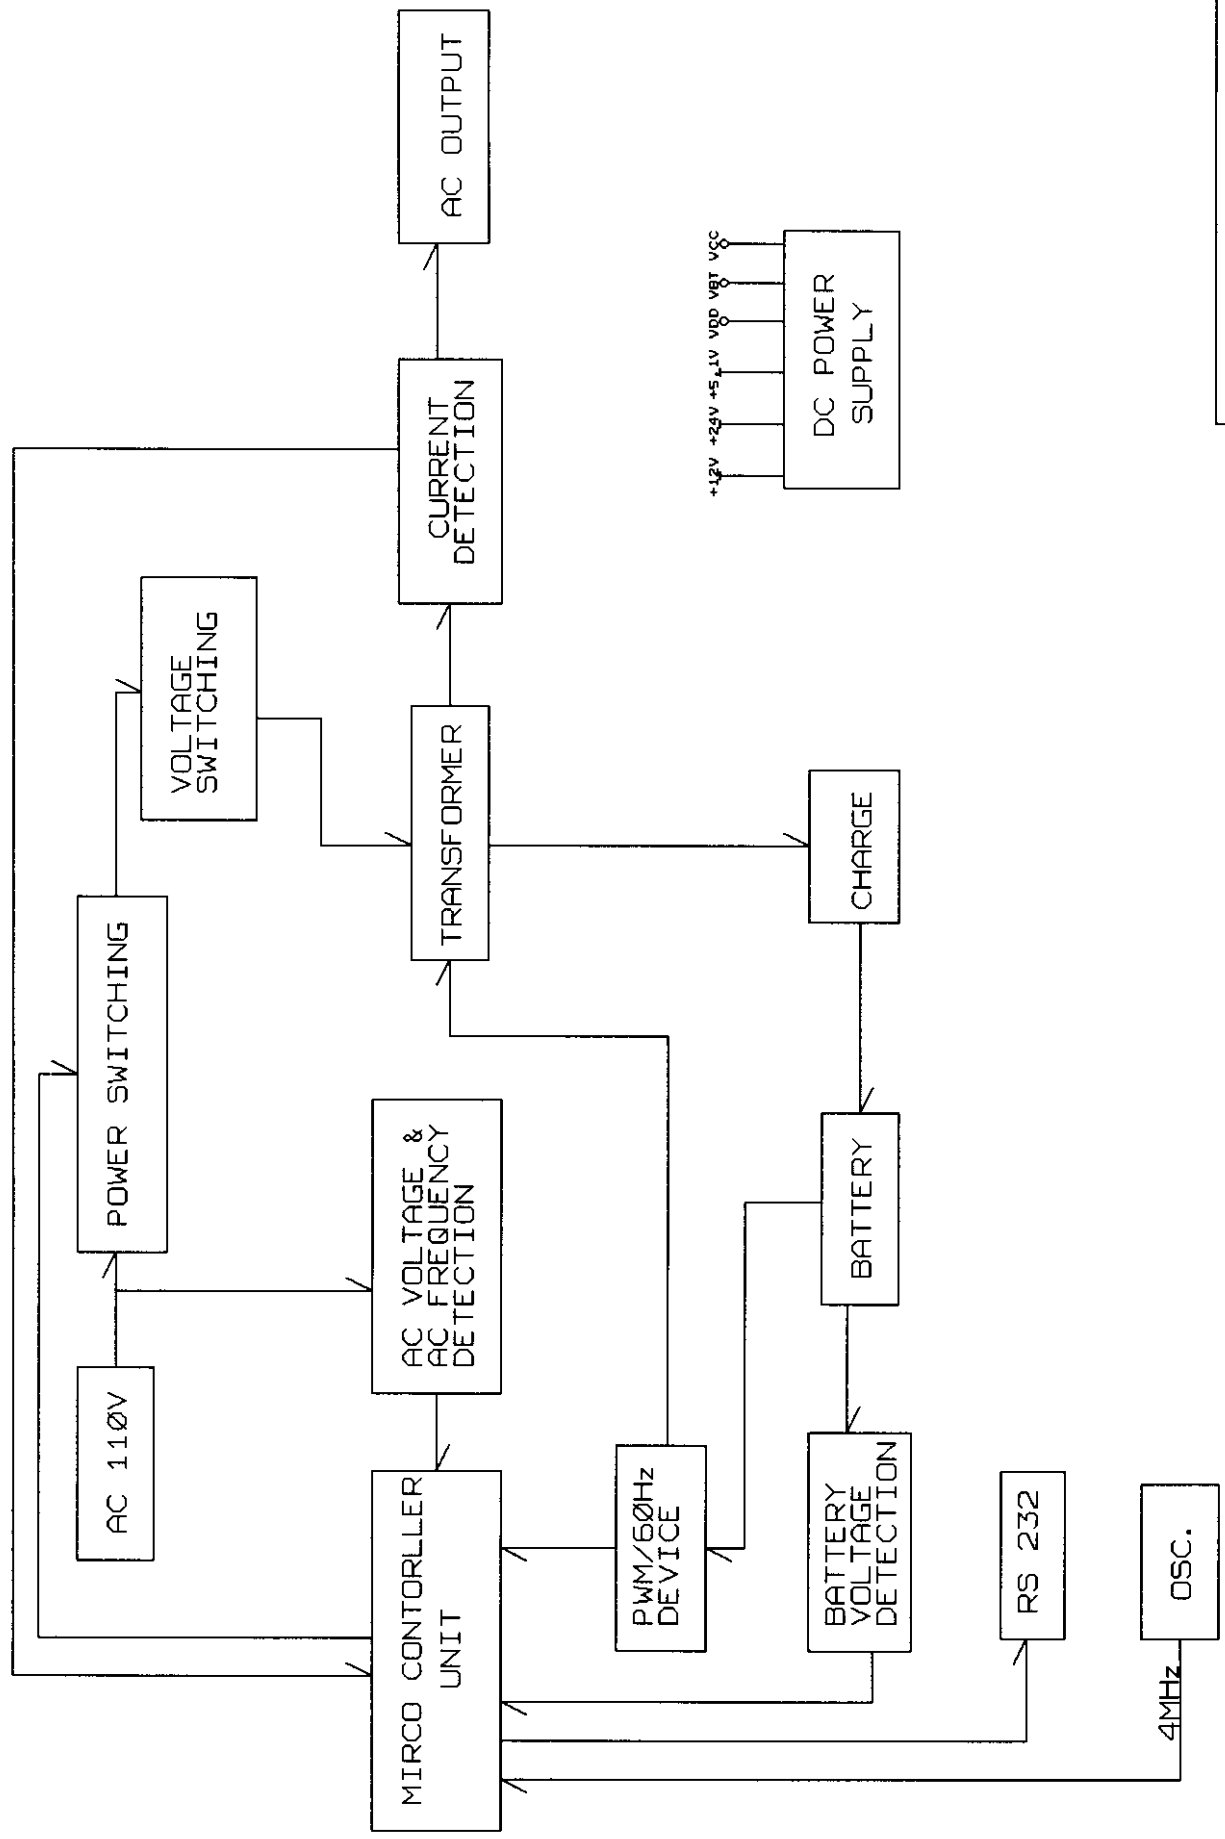 AC 110V
POWER SWITCHING
VOLTAGE
SWITCHING
MIRCO CONTORLLER
UNIT
AC VOLTAGE &
AC FREQUENCY
DETECTION
TRANSFORMER
CURRENT
DETECTION
AC OUTPUT
PWM/60Hz
DEVICE
BATTERY
VOLTAGE
DETECTION
BATTERY
CHARGE
+12V +24V +5.1V VDD VBT VCC
DC POWER
SUPPLY
RS 232
4MHz
OSC.